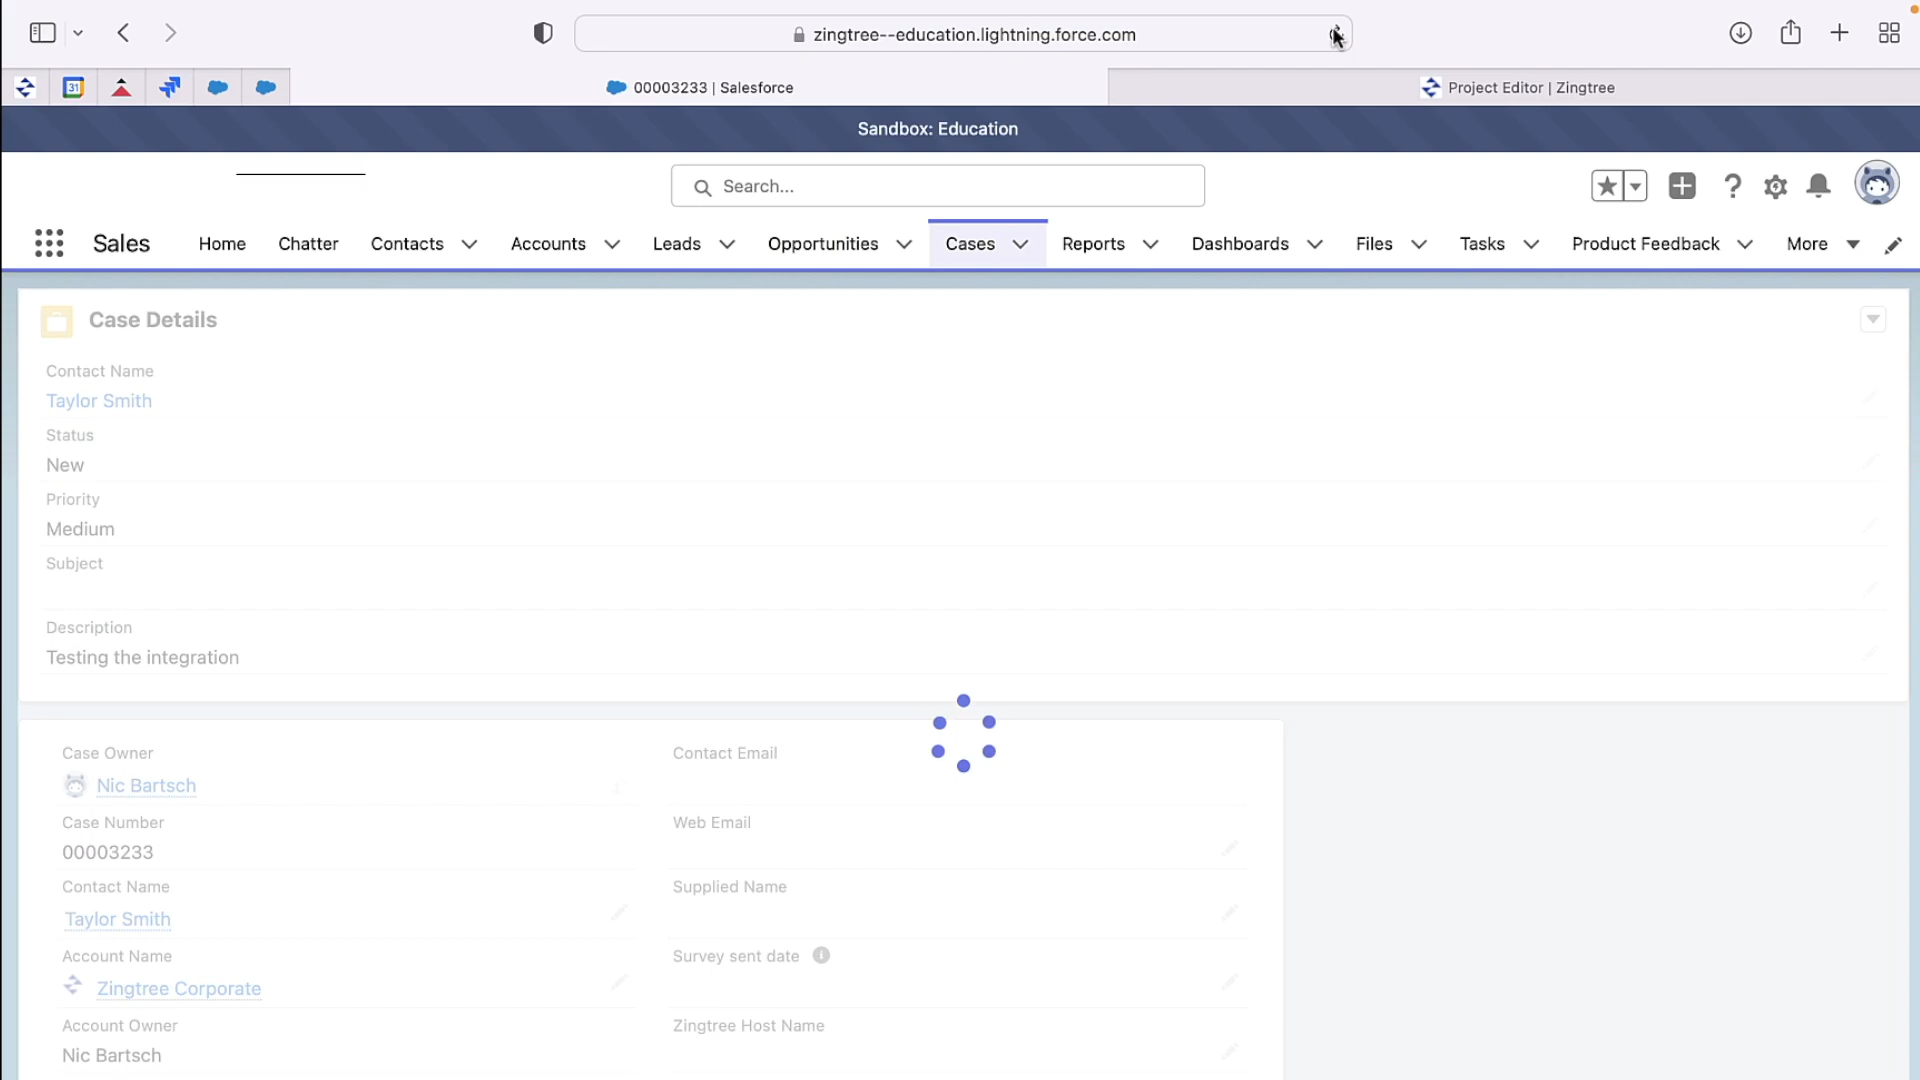 zingtree--education.lightning.force.com
31
00003233 | Salesforce
Project Editor | Zingtree
Sandbox: Education
Search...
Sales Home Chatter Contacts Accounts Leads Opportunities Cases Reports Dashboards Files Tasks Product Feedback More
Case Details
Contact Name
Taylor Smith
Status
New
Priority
Medium
Subject
Description
Testing the integration
Case Owner
Nic Bartsch
Case Number
00003233
Contact Name
Taylor Smith
Account Name
Zingtree Corporate
Account Owner
Nic Bartsch
Contact Email
Web Email
Supplied Name
Survey sent date
Zingtree Host Name